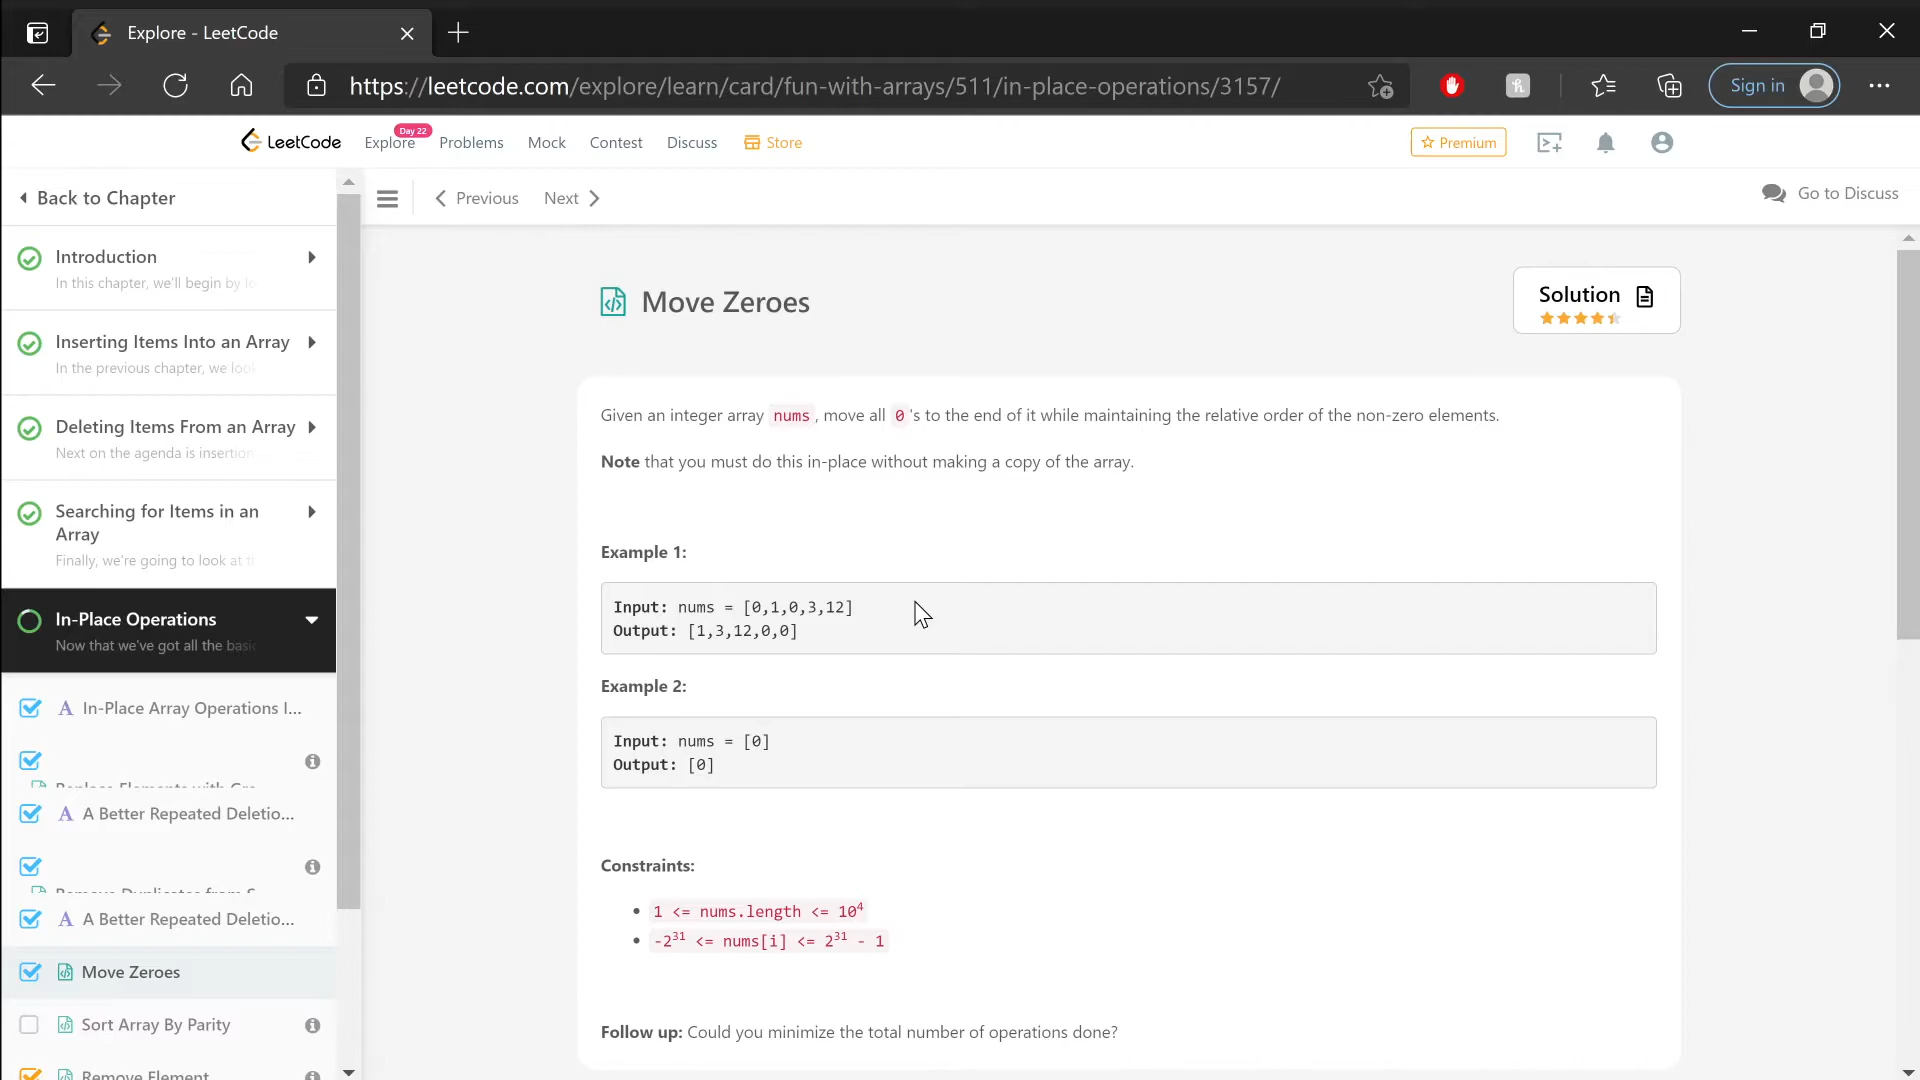 Explore - LeetCode
https://leetcode.com/explore/learn/card/fun-with-arrays/511/in-place-operations/3157/
Sign in
LeetCode
Explore
Day 22
Problems
Mock
Contest
Discuss
Store
Premium
Back to Chapter
Previous
Next
Go to Discuss
Introduction
In this chapter, we'll begin by lo
Inserting Items Into an Array
In the previous chapter, we look
Deleting Items From an Array
Next on the agenda is insertion
Searching for Items in an
Array
Finally, we're going to look at t
In-Place Operations
Now that we've got all the basic
A In-Place Array Operations I...
A A Better Repeated Deletio...
A A Better Repeated Deletio...
Move Zeroes
Sort Array By Parity
Remove Element
Move Zeroes
Solution
Given an integer array nums, move all 0's to the end of it while maintaining the relative order of the non-zero elements.
Note that you must do this in-place without making a copy of the array.
Example 1:
Input: nums = [0,1,0,3,12]
Output: [1,3,12,0,0]
Example 2:
Input: nums = [0]
Output: [0]
Constraints:
• 1 <= nums.length <= 10⁴
• -2³¹ <= nums[i] <= 2³¹ - 1
Follow up: Could you minimize the total number of operations done?